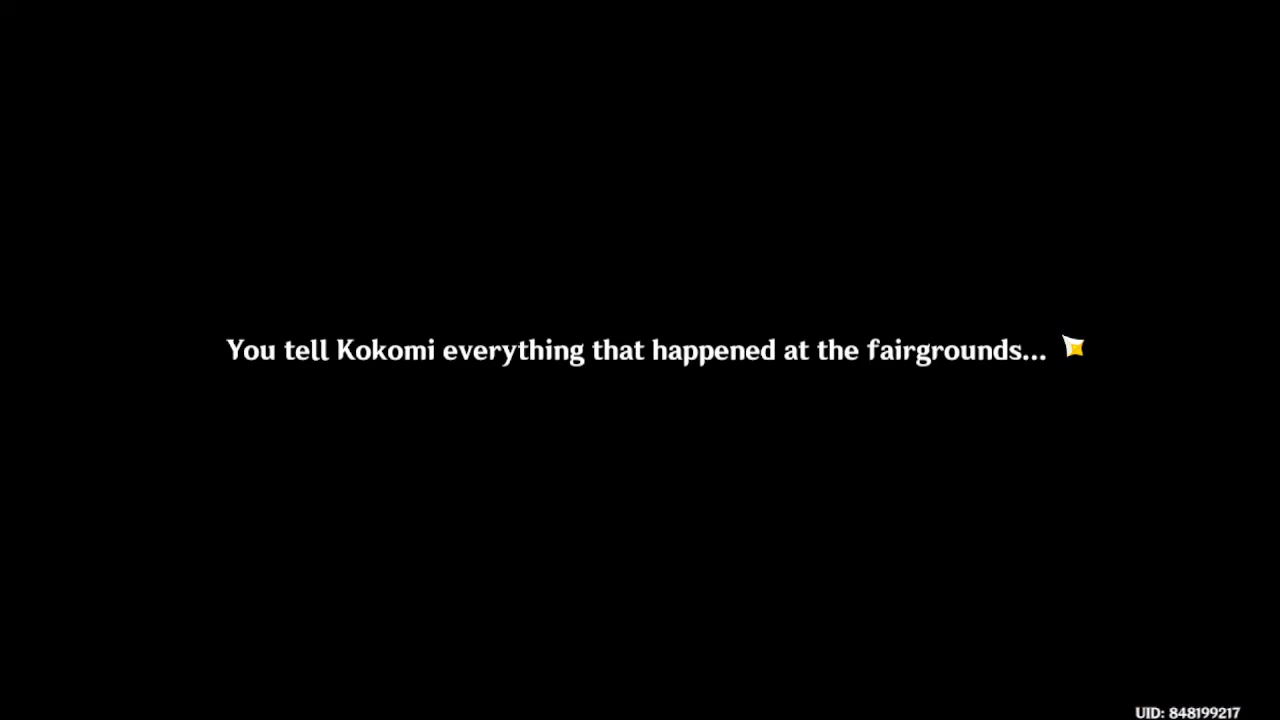 You tell Kokomi everything that happened at the fairgrounds...
UID: 848199217